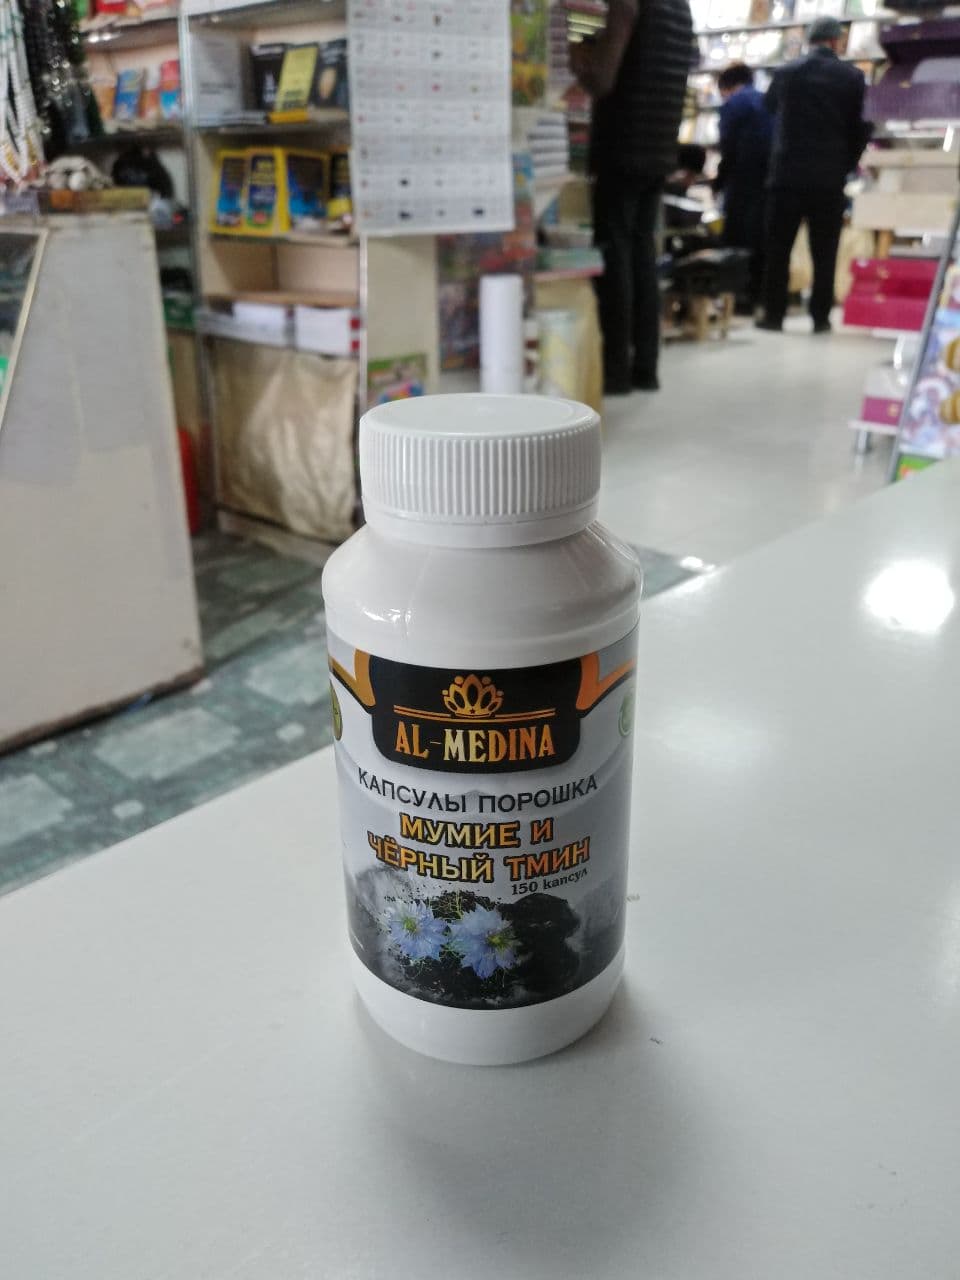 AL-MEDINA
КАПСУЛЫ ПОРОШКА
МУМИЕ И
ЧЁРНЫЙ ТМИН
150 капсул